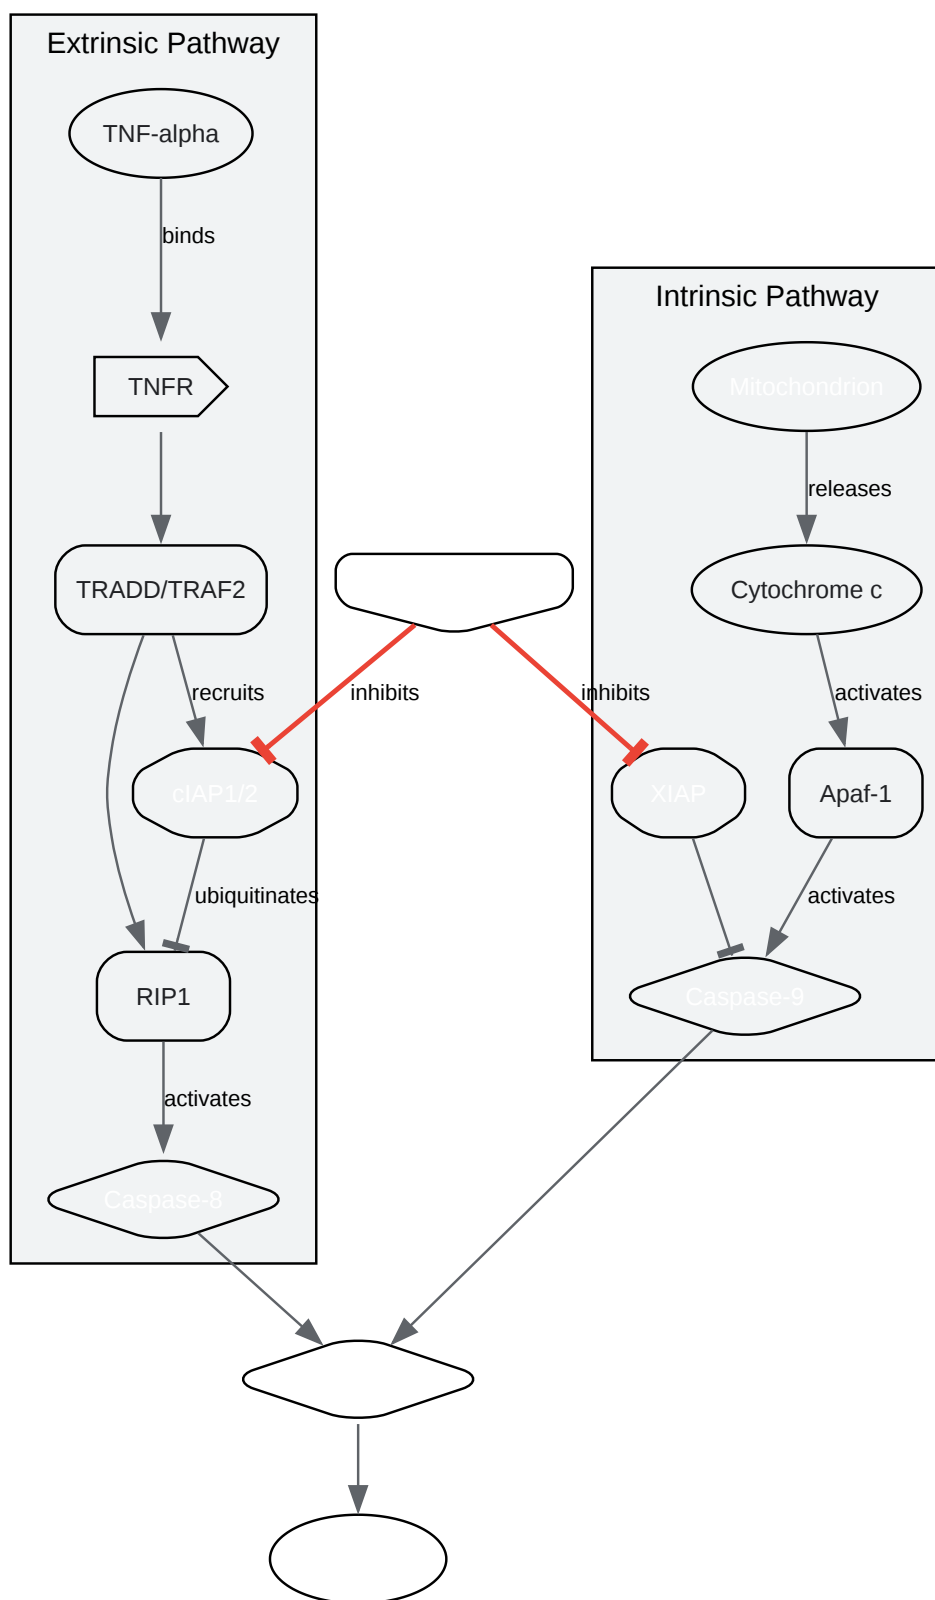 Extrinsic Pathway
TNF-alpha
binds
TNFR
TRADD/TRAF2
recruits
cIAP1/2
ubiquitinates
RIP1
activates
Caspase-8
inhibits
inhibits
Intrinsic Pathway
Mitochondrion
releases
Cytochrome c
activates
XIAP
Apaf-1
activates
Caspase-9